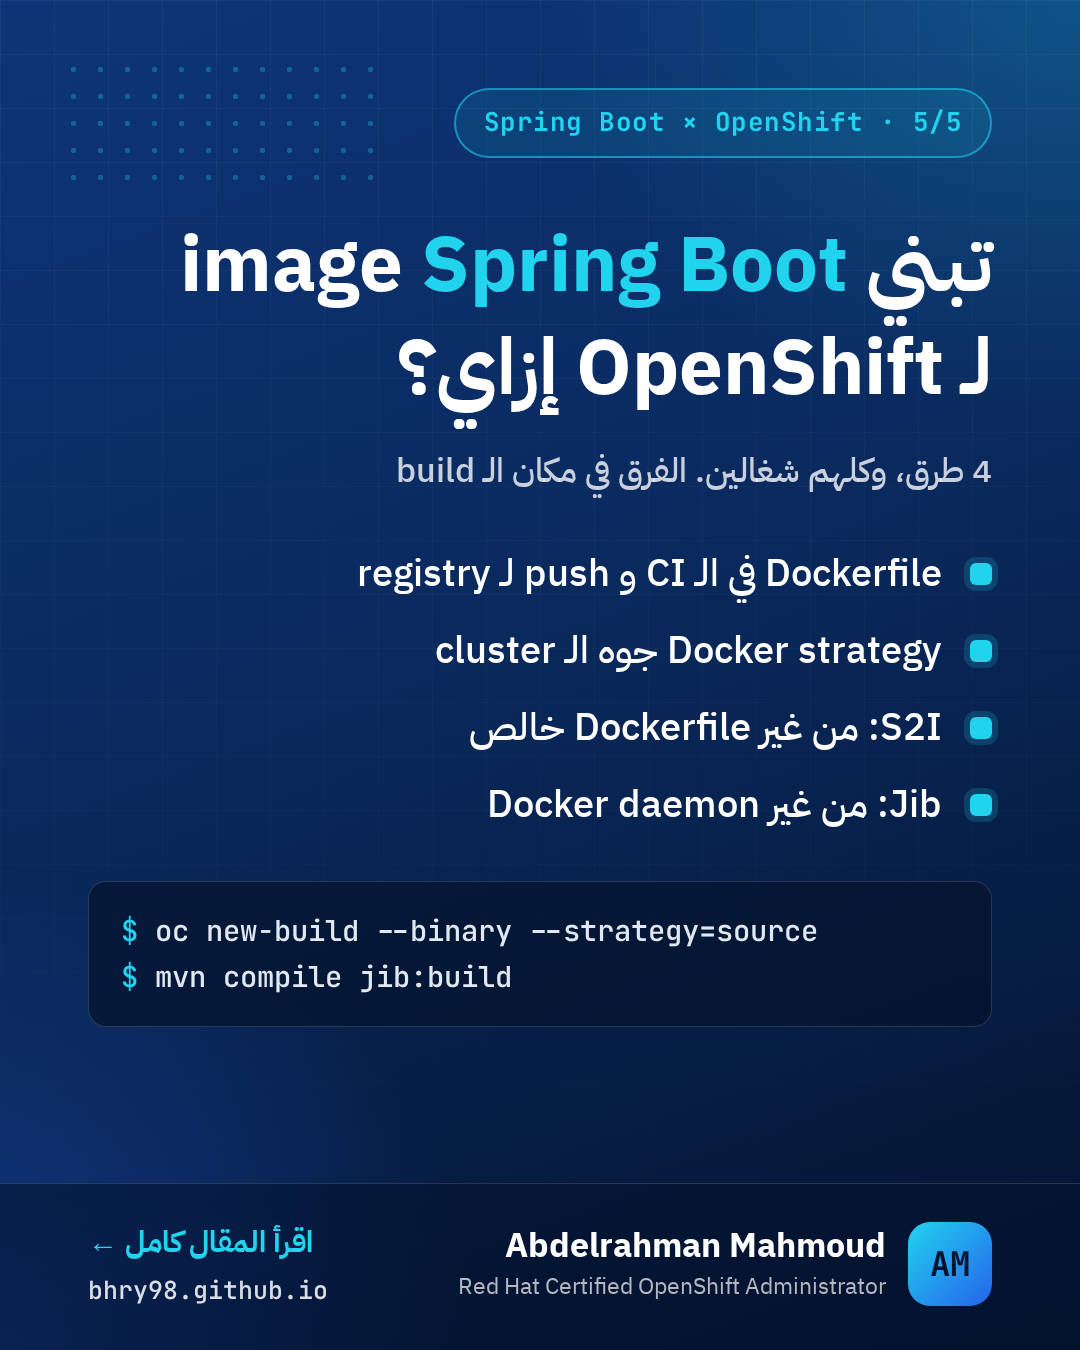 Spring Boot × OpenShift · 5/5
تبني Spring Boot image
لـ OpenShift إزاي؟
4 طرق، وكلهم شغالين. الفرق في مكان الـ build
Dockerfile في الـ CI و push لـ registry
Docker strategy جوه الـ cluster
S2I: من غير Dockerfile خالص
Jib: من غير Docker daemon
$ oc new-build --binary --strategy=source
$ mvn compile jib:build
AM
Abdelrahman Mahmoud
Red Hat Certified OpenShift Administrator
اقرأ المقال كامل ←
bhry98.github.io